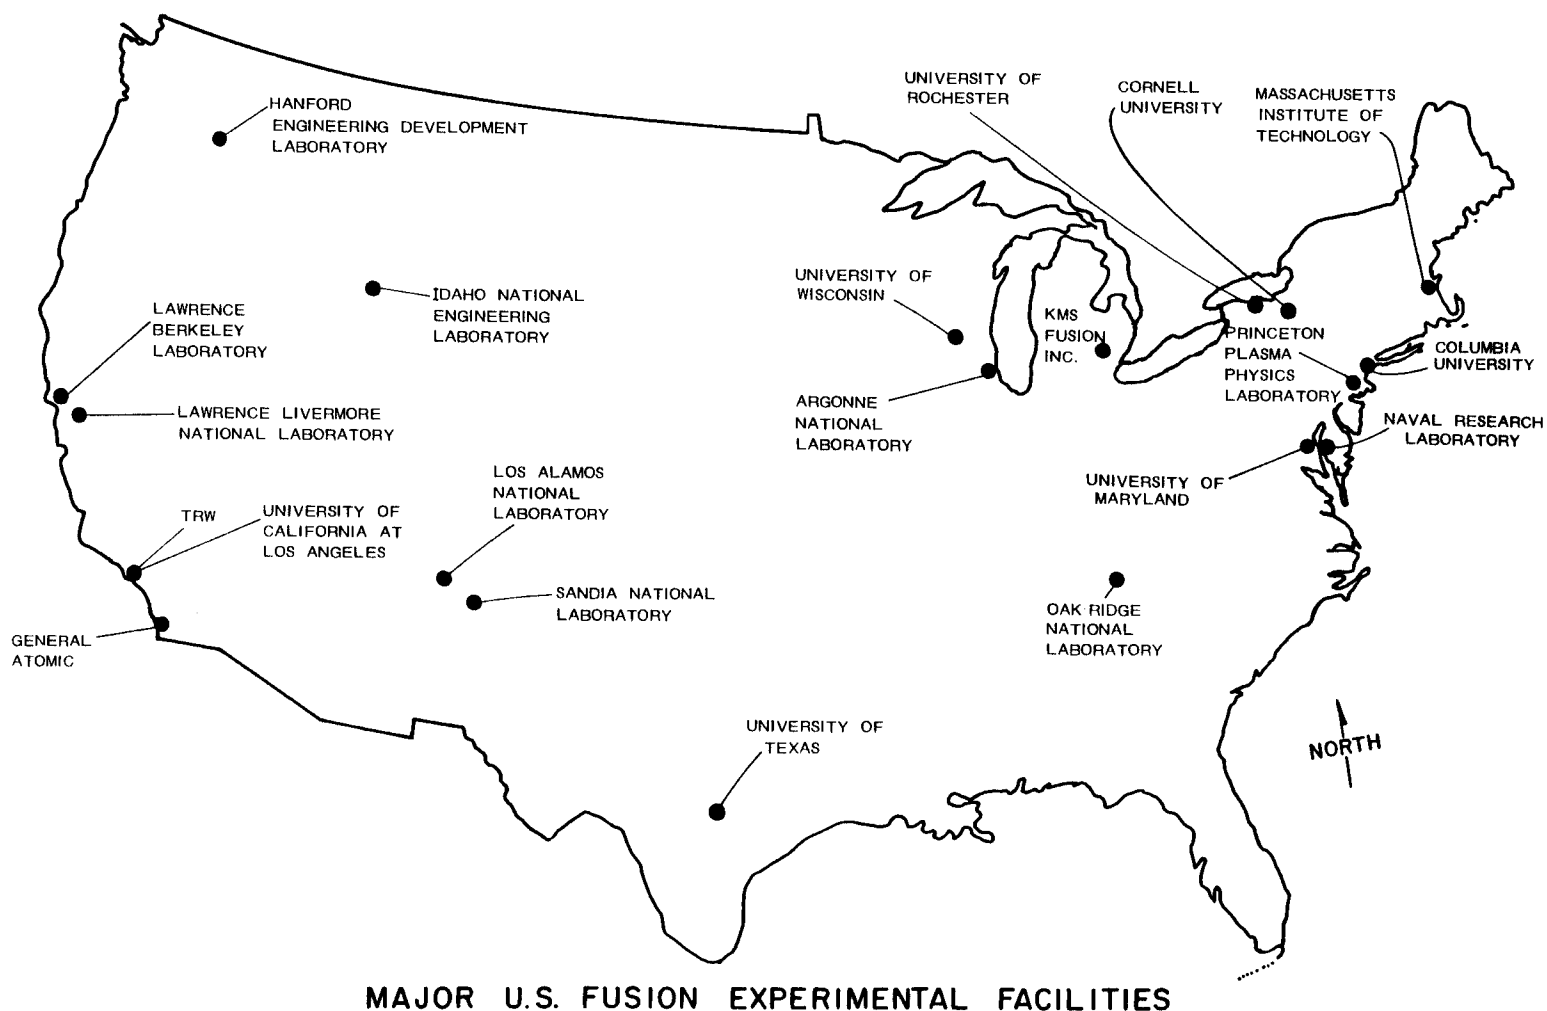 UNIVERSITY OF
ROCHESTER
CORNELL
UNIVERSITY
MASSACHUSETTS
INSTITUTE OF
TECHNOLOGY
HANFORD
ENGINEERING DEVELOPMENT
LABORATORY
UNIVERSITY OF
WISCONSIN
IDAHO NATIONAL
ENGINEERING
LABORATORY
LAWRENCE
BERKELEY
LABORATORY
KMS
FUSION
INC.
PRINCETON
PLASMA
PHYSICS
LABORATORY
COLUMBIA
UNIVERSITY
ARGONNE
NATIONAL
LABORATORY
LAWRENCE LIVERMORE
NATIONAL LABORATORY
NAVAL RESEARCH
LABORATORY
LOS ALAMOS
NATIONAL
LABORATORY
UNIVERSITY OF
MARYLAND
TRW
UNIVERSITY OF
CALIFORNIA AT
LOS ANGELES
SANDIA NATIONAL
LABORATORY
OAK RIDGE
NATIONAL
LABORATORY
GENERAL
ATOMIC
UNIVERSITY OF
TEXAS
NORTH
MAJOR U.S. FUSION EXPERIMENTAL FACILITIES